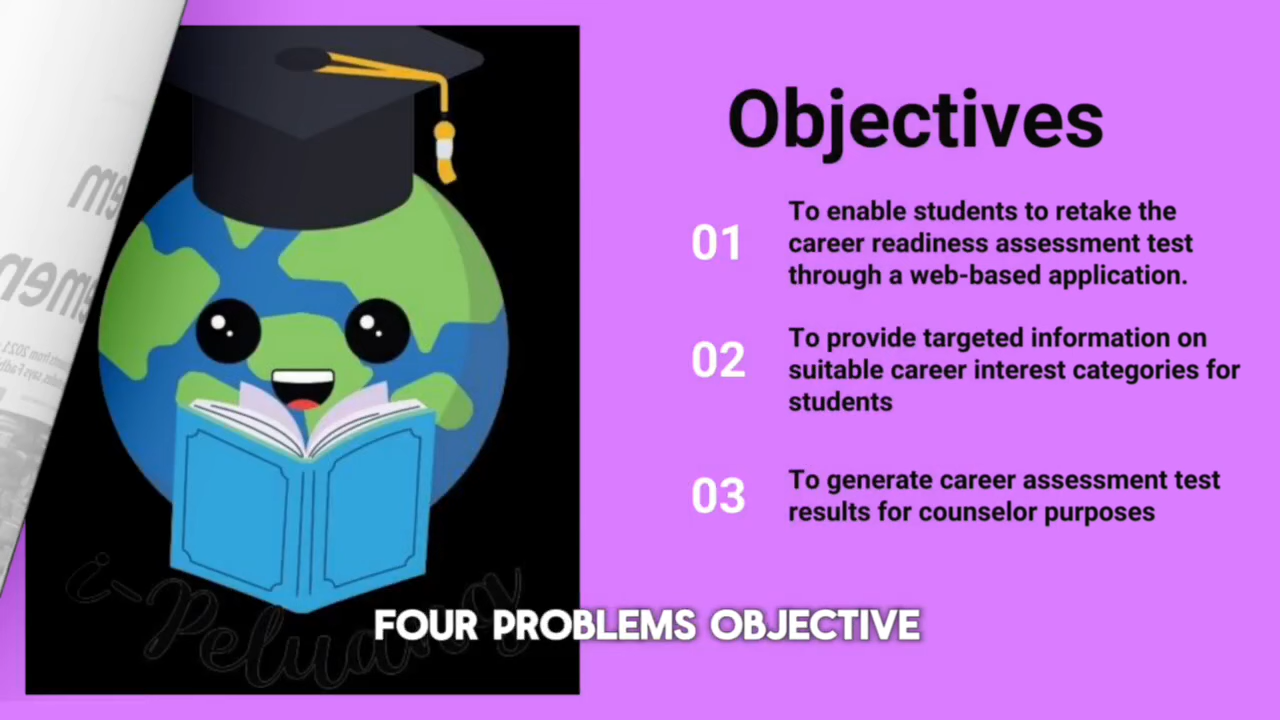 Objectives
01
To enable students to retake the
career readiness assessment test
through a web-based application.
02
To provide targeted information on
suitable career interest categories for
students
03
To generate career assessment test
results for counselor purposes
i-Peluang
FOUR PROBLEMS OBJECTIVE